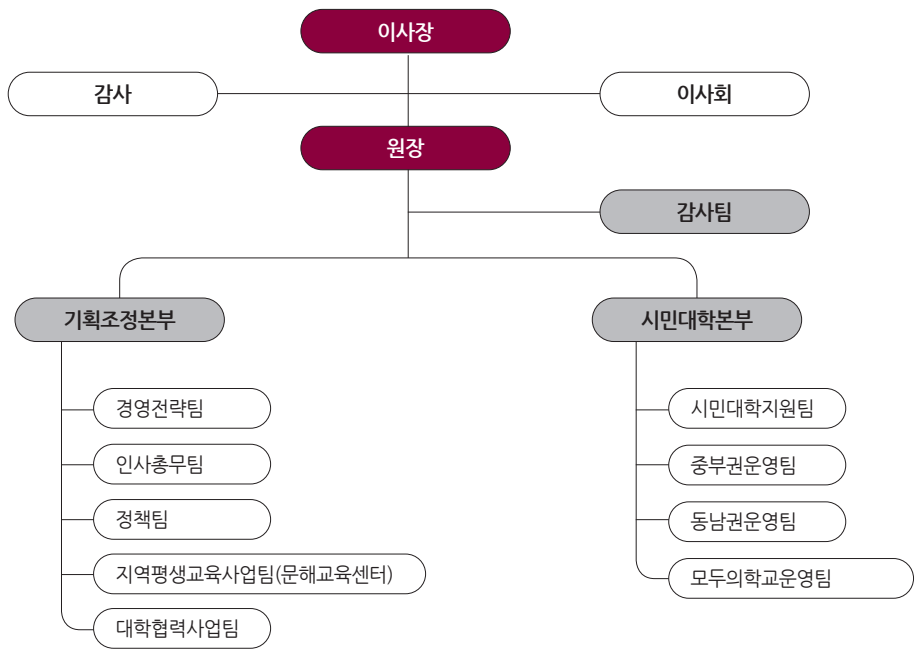 이사장
감사
이사회
원장
감사팀
기획조정본부
시민대학본부
경영전략팀
인사총무팀
정책팀
지역평생교육사업팀(문해교육센터)
대학협력사업팀
시민대학지원팀
중부권운영팀
동남권운영팀
모두의학교운영팀